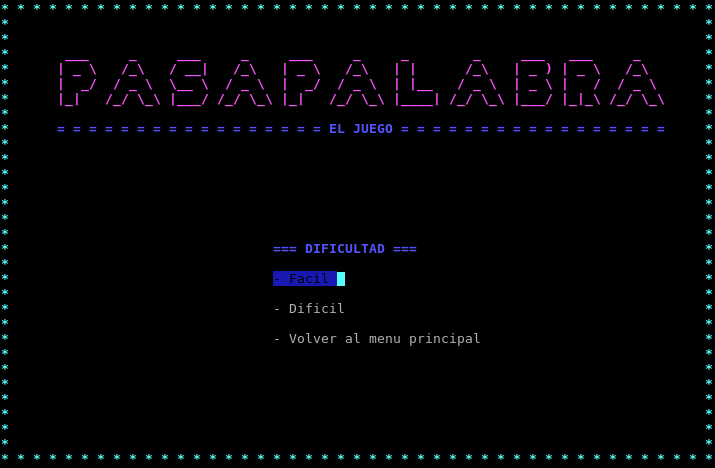 PASAPALABRA
= = = = = = = = = = = = = = = = = EL JUEGO = = = = = = = = = = = = = = = = =
=== DIFICULTAD ===
- Facil
- Dificil
- Volver al menu principal